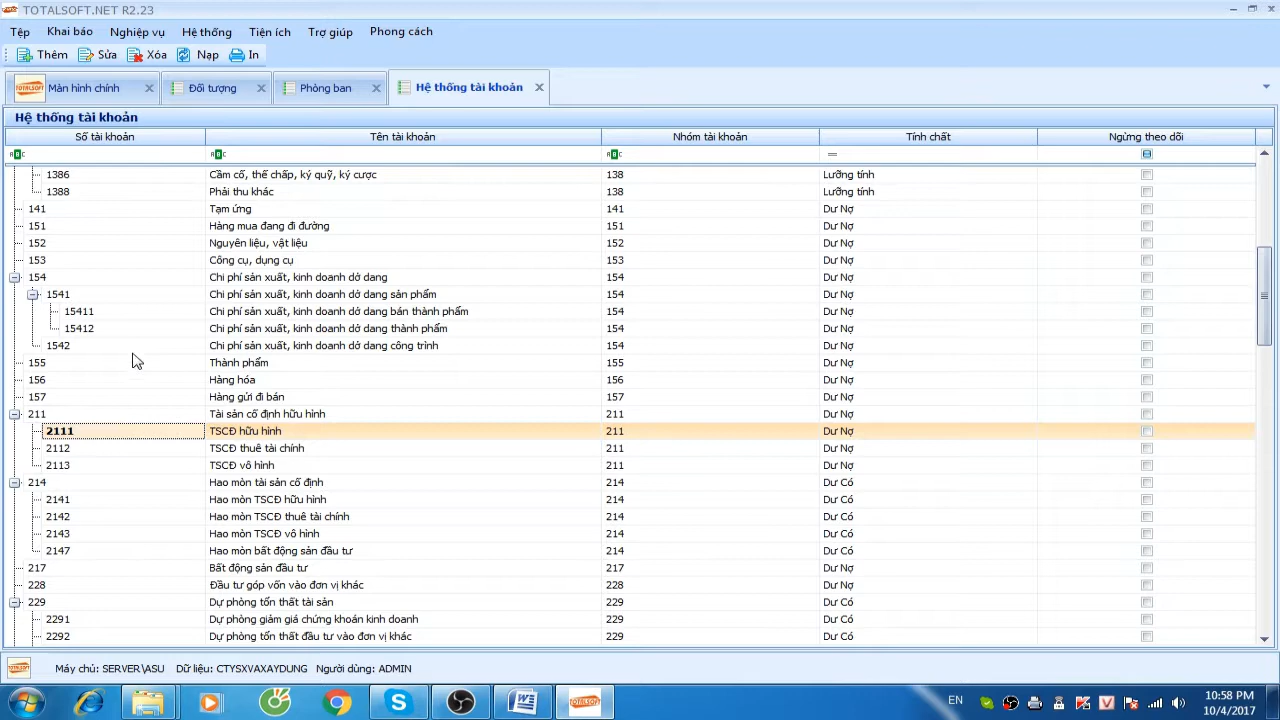 TOTALSOFT.NET R2.23
Tệp Khai báo Nghiệp vụ Hệ thống Tiện ích Trợ giúp Phong cách
Thêm Sửa Xóa Nạp In
Màn hình chính Đối tượng Phòng ban Hệ thống tài khoản
Hệ thống tài khoản
Số tài khoản Tên tài khoản Nhóm tài khoản Tính chất Ngừng theo dõi
1386 Cầm cố, thế chấp, ký quỹ, ký cược 138 Lưỡng tính
1388 Phải thu khác 138 Lưỡng tính
141 Tạm ứng 141 Dư Nợ
151 Hàng mua đang đi đường 151 Dư Nợ
152 Nguyên liệu, vật liệu 152 Dư Nợ
153 Công cụ, dụng cụ 153 Dư Nợ
154 Chi phí sản xuất, kinh doanh dở dang 154 Dư Nợ
1541 Chi phí sản xuất, kinh doanh dở dang sản phẩm 154 Dư Nợ
15411 Chi phí sản xuất, kinh doanh dở dang bán thành phẩm 154 Dư Nợ
15412 Chi phí sản xuất, kinh doanh dở dang thành phẩm 154 Dư Nợ
1542 Chi phí sản xuất, kinh doanh dở dang công trình 154 Dư Nợ
155 Thành phẩm 155 Dư Nợ
156 Hàng hóa 156 Dư Nợ
157 Hàng gửi đi bán 157 Dư Nợ
211 Tài sản cố định hữu hình 211 Dư Nợ
2111 TSCĐ hữu hình 211 Dư Nợ
2112 TSCĐ thuê tài chính 211 Dư Nợ
2113 TSCĐ vô hình 211 Dư Nợ
214 Hao mòn tài sản cố định 214 Dư Có
2141 Hao mòn TSCĐ hữu hình 214 Dư Có
2142 Hao mòn TSCĐ thuê tài chính 214 Dư Có
2143 Hao mòn TSCĐ vô hình 214 Dư Có
2147 Hao mòn bất động sản đầu tư 214 Dư Có
217 Bất động sản đầu tư 217 Dư Nợ
228 Đầu tư góp vốn vào đơn vị khác 228 Dư Nợ
229 Dự phòng tổn thất tài sản 229 Dư Có
2291 Dự phòng giảm giá chứng khoán kinh doanh 229 Dư Có
2292 Dự phòng tổn thất đầu tư vào đơn vị khác 229 Dư Có
Máy chủ: SERVER\ASU Dữ liệu: CTYSXVAXAYDUNG Người dùng: ADMIN
EN 10:58 PM
10/4/2017